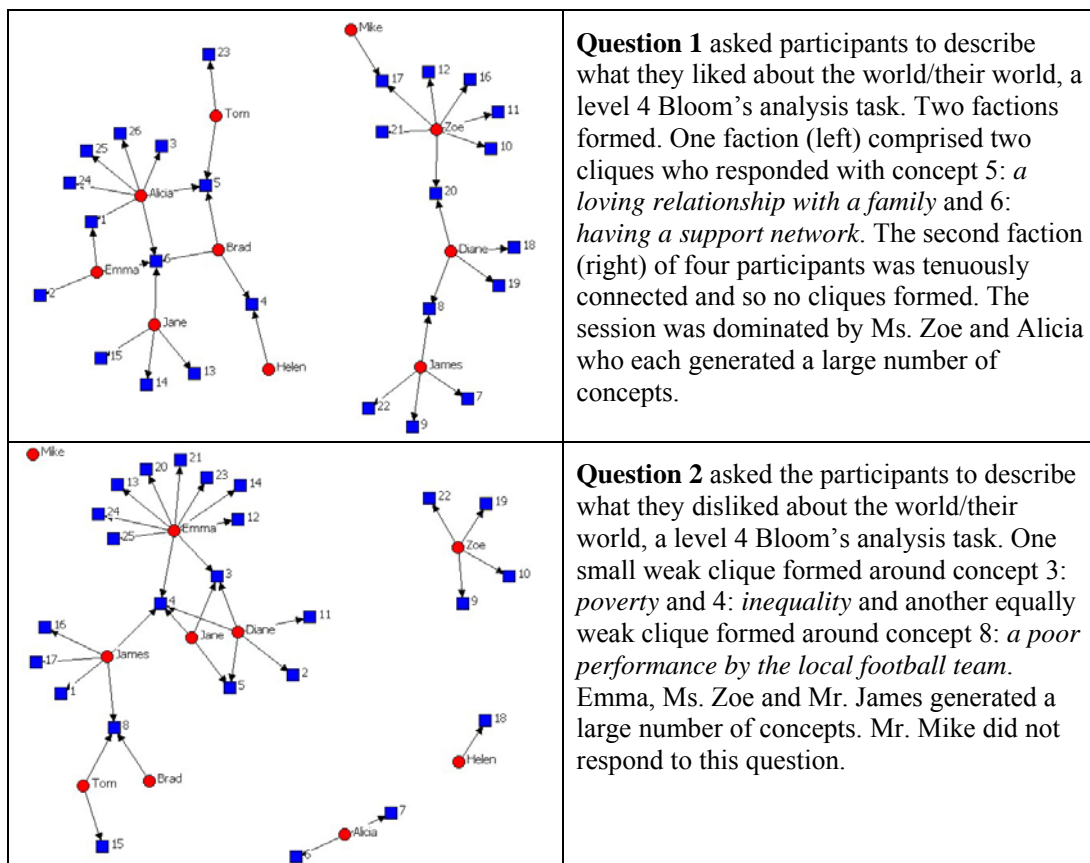 Mike
23
17
12
16
11
Tom
Zoe
21
10
26
3
25
24
Alicia
5
20
1
Brad
Diane
18
Emma
6
19
2
4
8
Jane
15
14
13
Helen
James
22
9
7
Question 1 asked participants to describe
what they liked about the world/their world, a
level 4 Bloom’s analysis task. Two factions
formed. One faction (left) comprised two
cliques who responded with concept 5: a
loving relationship with a family and 6:
having a support network. The second faction
(right) of four participants was tenuously
connected and so no cliques formed. The
session was dominated by Ms. Zoe and Alicia
who each generated a large number of
concepts.
Mike
21
20
23
13
14
24
12
25
Emma
22
19
Zoe
3
10
4
9
11
16
Jane
Diane
James
17
2
1
5
8
18
Helen
Tom
Brad
7
Alicia
15
6
Question 2 asked the participants to describe
what they disliked about the world/their
world, a level 4 Bloom’s analysis task. One
small weak clique formed around concept 3:
poverty and 4: inequality and another equally
weak clique formed around concept 8: a poor
performance by the local football team.
Emma, Ms. Zoe and Mr. James generated a
large number of concepts. Mr. Mike did not
respond to this question.